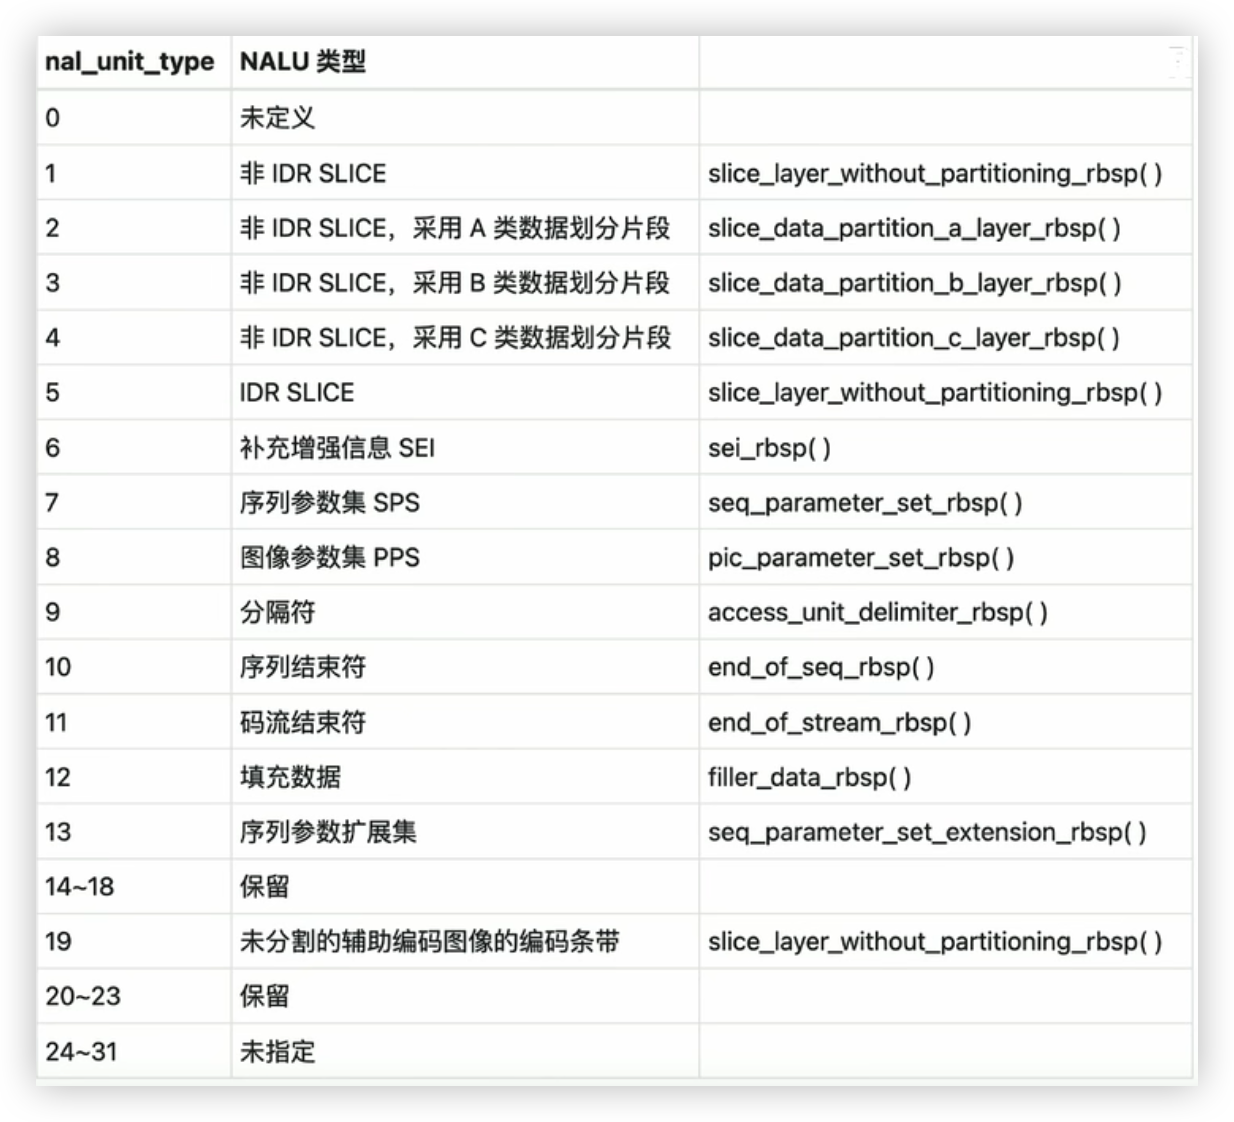 nal_unit_type NALU 类型
0 未定义
1 非 IDR SLICE slice_layer_without_partitioning_rbsp( )
2 非 IDR SLICE，采用 A 类数据划分片段 slice_data_partition_a_layer_rbsp( )
3 非 IDR SLICE，采用 B 类数据划分片段 slice_data_partition_b_layer_rbsp( )
4 非 IDR SLICE，采用 C 类数据划分片段 slice_data_partition_c_layer_rbsp( )
5 IDR SLICE slice_layer_without_partitioning_rbsp( )
6 补充增强信息 SEI sei_rbsp( )
7 序列参数集 SPS seq_parameter_set_rbsp( )
8 图像参数集 PPS pic_parameter_set_rbsp( )
9 分隔符 access_unit_delimiter_rbsp( )
10 序列结束符 end_of_seq_rbsp( )
11 码流结束符 end_of_stream_rbsp( )
12 填充数据 filler_data_rbsp( )
13 序列参数扩展集 seq_parameter_set_extension_rbsp( )
14~18 保留
19 未分割的辅助编码图像的编码条带 slice_layer_without_partitioning_rbsp( )
20~23 保留
24~31 未指定